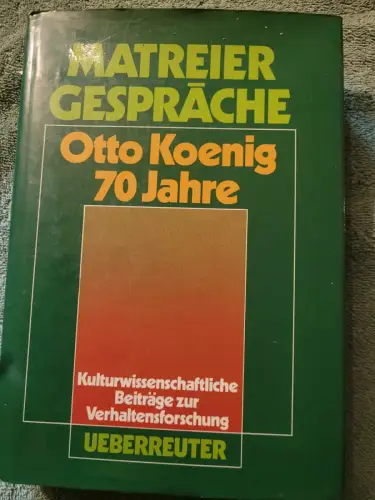 MATREIER
GESPRÄCHE
Otto Koenig
70 Jahre
Kulturwissenschaftliche
Beiträge zur
Verhaltensforschung
UEBERREUTER